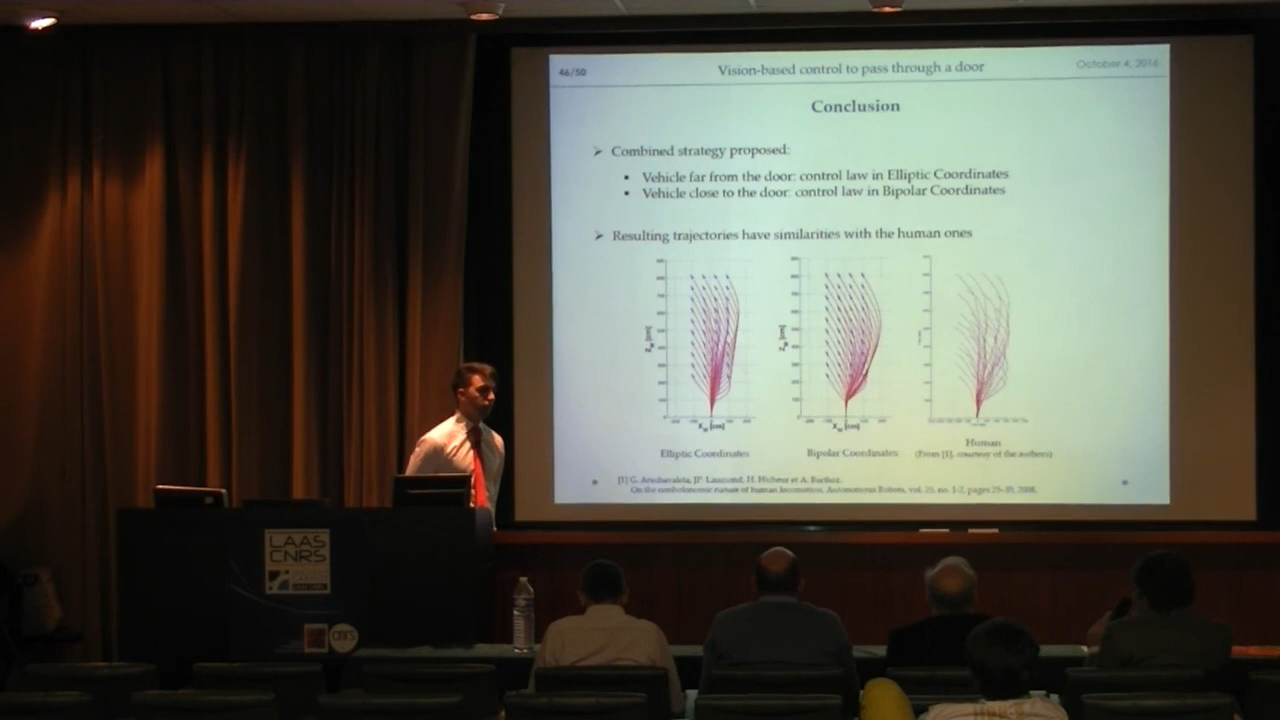 46/50
Vision-based control to pass through a door
October 4, 2016
Conclusion
Combined strategy proposed:
Vehicle far from the door: control law in Elliptic Coordinates
Vehicle close to the door: control law in Bipolar Coordinates
Resulting trajectories have similarities with the human ones
Elliptic Coordinates
Bipolar Coordinates
Human
(From [1], courtesy of the authors)
[1] G. Arechavaleta, JP. Laumond, H. Hicheur et A. Berthoz.
On the nonholonomic nature of human locomotion, Autonomous Robots, vol. 25, no. 1-2, pages 25-35, 2008.
LAAS
CNRS
CARNOT
cnrs